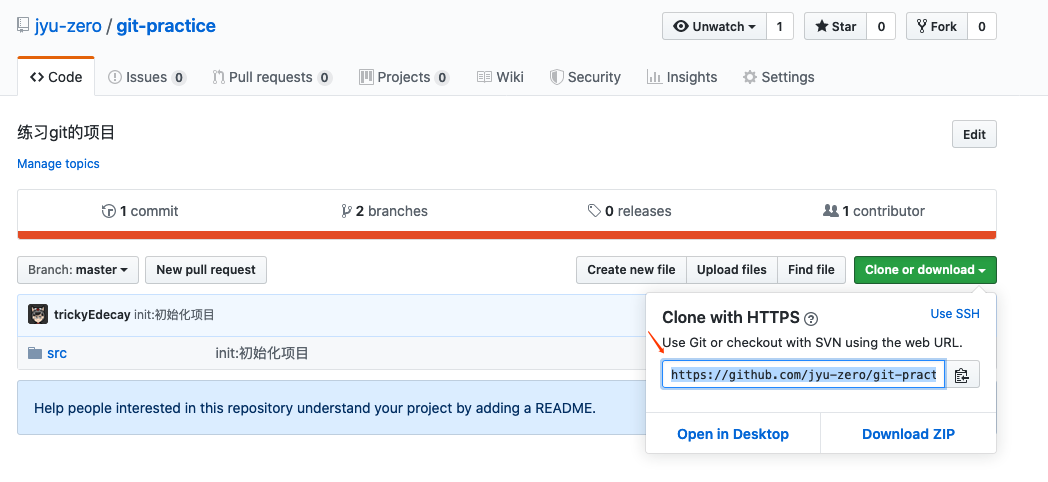 jyu-zero / git-practice
Unwatch 1 Star 0 Fork 0
Code Issues 0 Pull requests 0 Projects 0 Wiki Security Insights Settings
练习git的项目
Edit
Manage topics
1 commit 2 branches 0 releases 1 contributor
Branch: master New pull request Create new file Upload files Find file Clone or download
trickyEdecay init:初始化项目
src init:初始化项目
Help people interested in this repository understand your project by adding a README.
Clone with HTTPS ? Use SSH
Use Git or checkout with SVN using the web URL.
https://github.com/jyu-zero/git-pract
Open in Desktop Download ZIP